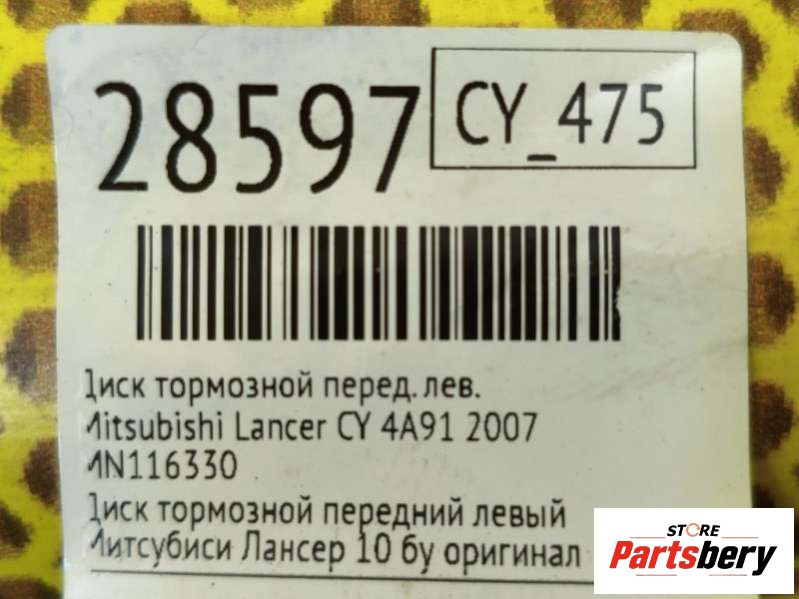 28597
CY_475
Диск тормозной перед. лев.
Mitsubishi Lancer CY 4A91 2007
MN116330
Диск тормозной передний левый
Митсубиси Лансер 10 бу оригинал
STORE
Partsbery